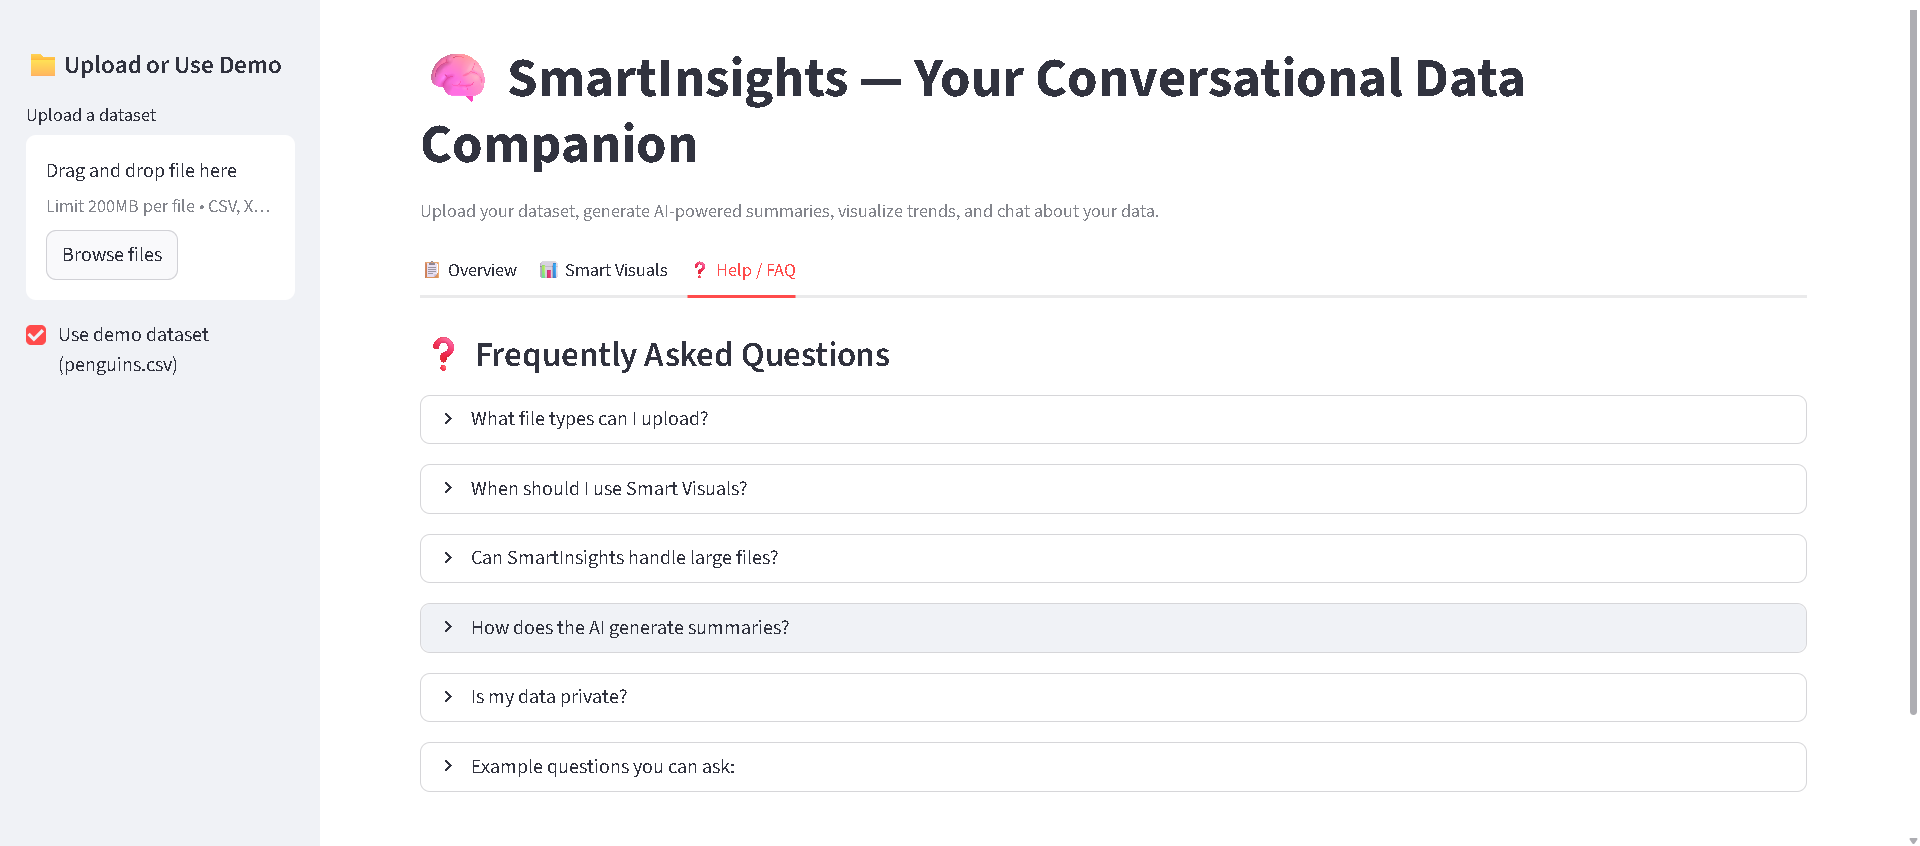 Upload or Use Demo
Upload a dataset
Drag and drop file here
Limit 200MB per file • CSV, X...
Browse files
Use demo dataset
(penguins.csv)
SmartInsights — Your Conversational Data
Companion
Upload your dataset, generate AI-powered summaries, visualize trends, and chat about your data.
Overview Smart Visuals ❓ Help / FAQ
❓ Frequently Asked Questions
What file types can I upload?
When should I use Smart Visuals?
Can SmartInsights handle large files?
How does the AI generate summaries?
Is my data private?
Example questions you can ask: